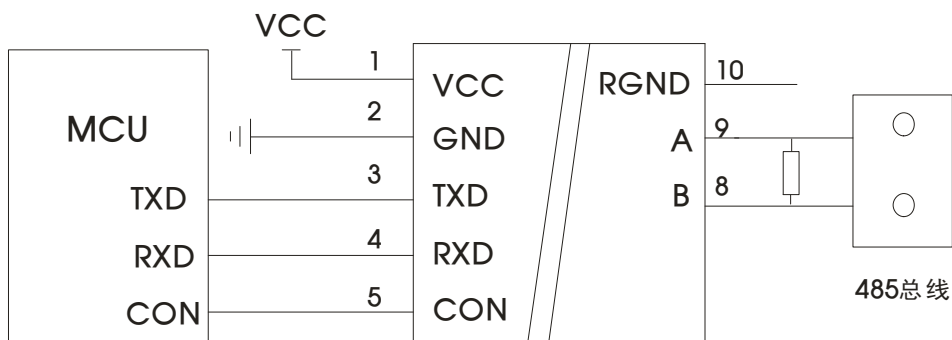 VCC
MCU
TXD
RXD
CON
1
2
3
4
5
VCC
GND
TXD
RXD
CON
RGND
A
B
10
9
8
485总线